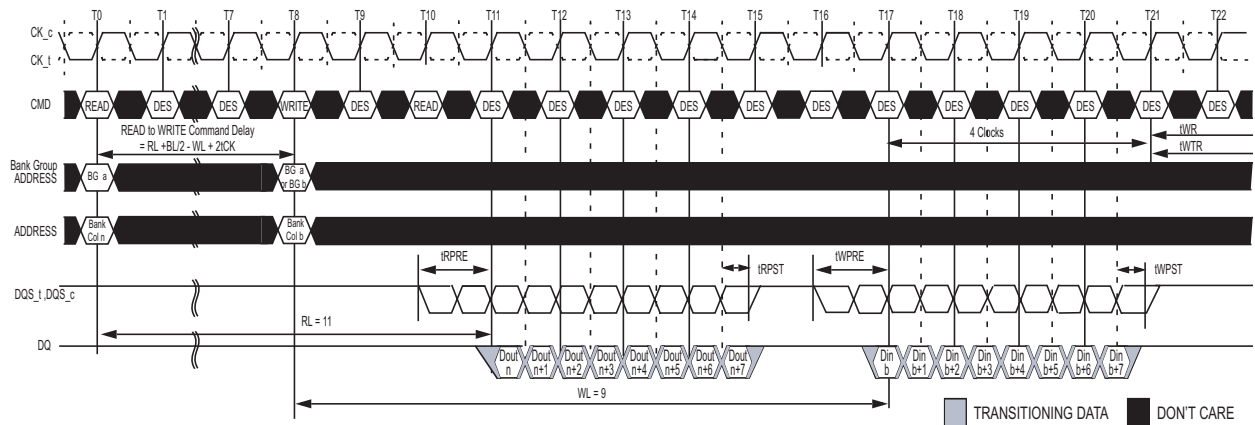 T0 T1 T7 T8 T9 T10 T11 T12 T13 T14 T15 T16 T17 T18 T19 T20 T21 T22
CK_c
CK_t
CMD READ DES DES WRITE DES READ DES DES DES DES DES DES DES DES DES DES DES DES
READ to WRITE Command Delay
= RL +BL/2 - WL + 2tCK
4 Clocks
tWR
tWTR
Bank Group
ADDRESS
BG a
BG a
or BG b
ADDRESS
Bank
Col n
Bank
Col b
tRPRE
tRPST
tWPRE
tWPST
DQS_t ,DQS_c
RL = 11
DQ
Dout
n
Dout
n+1
Dout
n+2
Dout
n+3
Dout
n+4
Dout
n+5
Dout
n+6
Dout
n+7
Din
b
Din
b+1
Din
b+2
Din
b+3
Din
b+4
Din
b+5
Din
b+6
Din
b+7
WL = 9
TRANSITIONING DATA
DON'T CARE